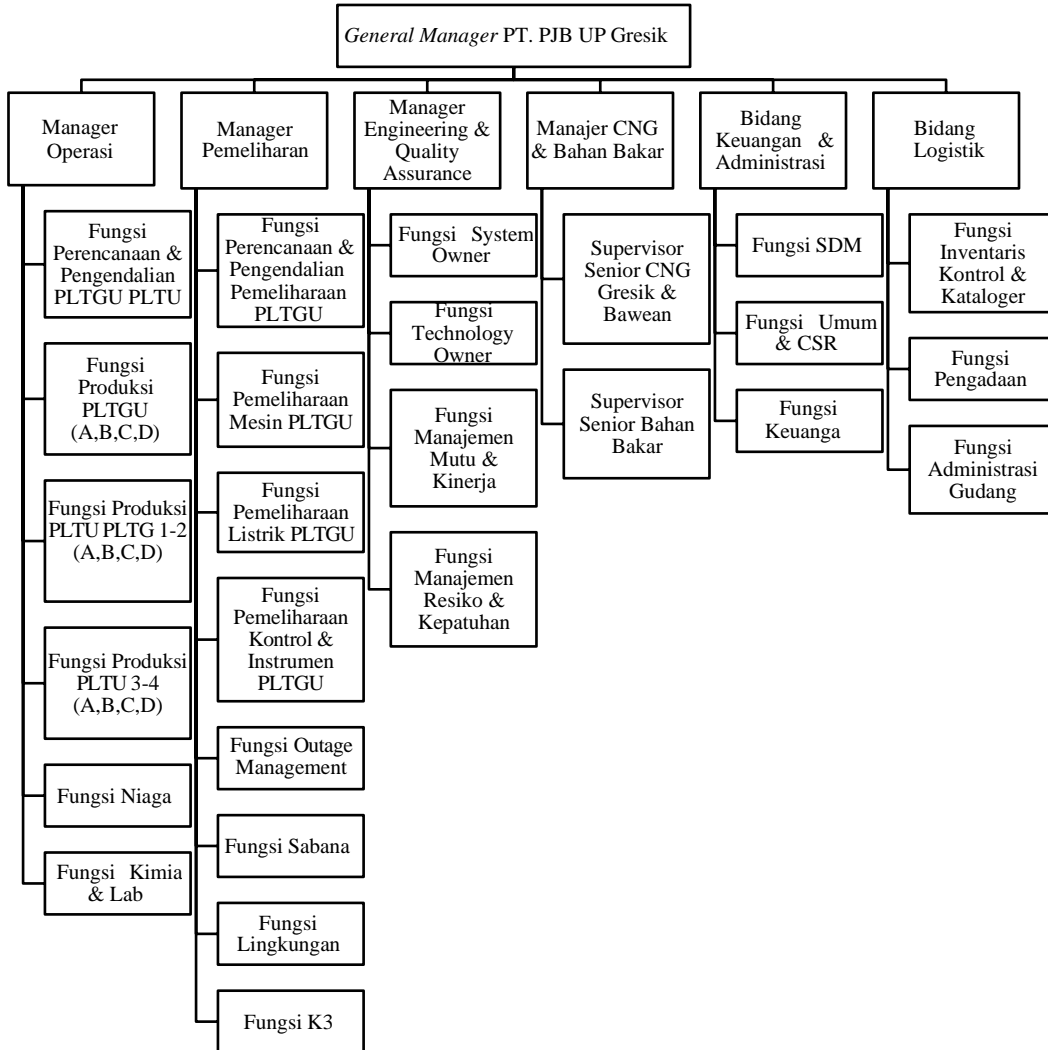 General Manager PT. PJB UP Gresik
Manager
Operasi
Fungsi
Perencanaan &
Pengendalian
PLTGU PLTU
Fungsi
Produksi
PLTGU
(A,B,C,D)
Fungsi Produksi
PLTU PLTG 1-2
(A,B,C,D)
Fungsi Produksi
PLTU 3-4
(A,B,C,D)
Fungsi Niaga
Fungsi Kimia
& Lab
Manager
Pemeliharan
Fungsi
Perencanaan &
Pengendalian
Pemeliharaan
PLTGU
Fungsi
Pemeliharaan
Mesin PLTGU
Fungsi
Pemeliharaan
Listrik PLTGU
Fungsi
Pemeliharaan
Kontrol &
Instrumen
PLTGU
Fungsi Outage
Management
Fungsi Sabana
Fungsi
Lingkungan
Fungsi K3
Manager
Engineering &
Quality
Assurance
Fungsi System
Owner
Fungsi
Technology
Owner
Fungsi
Manajemen
Mutu &
Kinerja
Fungsi
Manajemen
Resiko &
Kepatuhan
Manajer CNG
& Bahan Bakar
Supervisor
Senior CNG
Gresik &
Bawean
Supervisor
Senior Bahan
Bakar
Bidang
Keuangan &
Administrasi
Fungsi SDM
Fungsi Umum
& CSR
Fungsi
Keuanga
Bidang
Logistik
Fungsi
Inventaris
Kontrol &
Kataloger
Fungsi
Pengadaan
Fungsi
Administrasi
Gudang